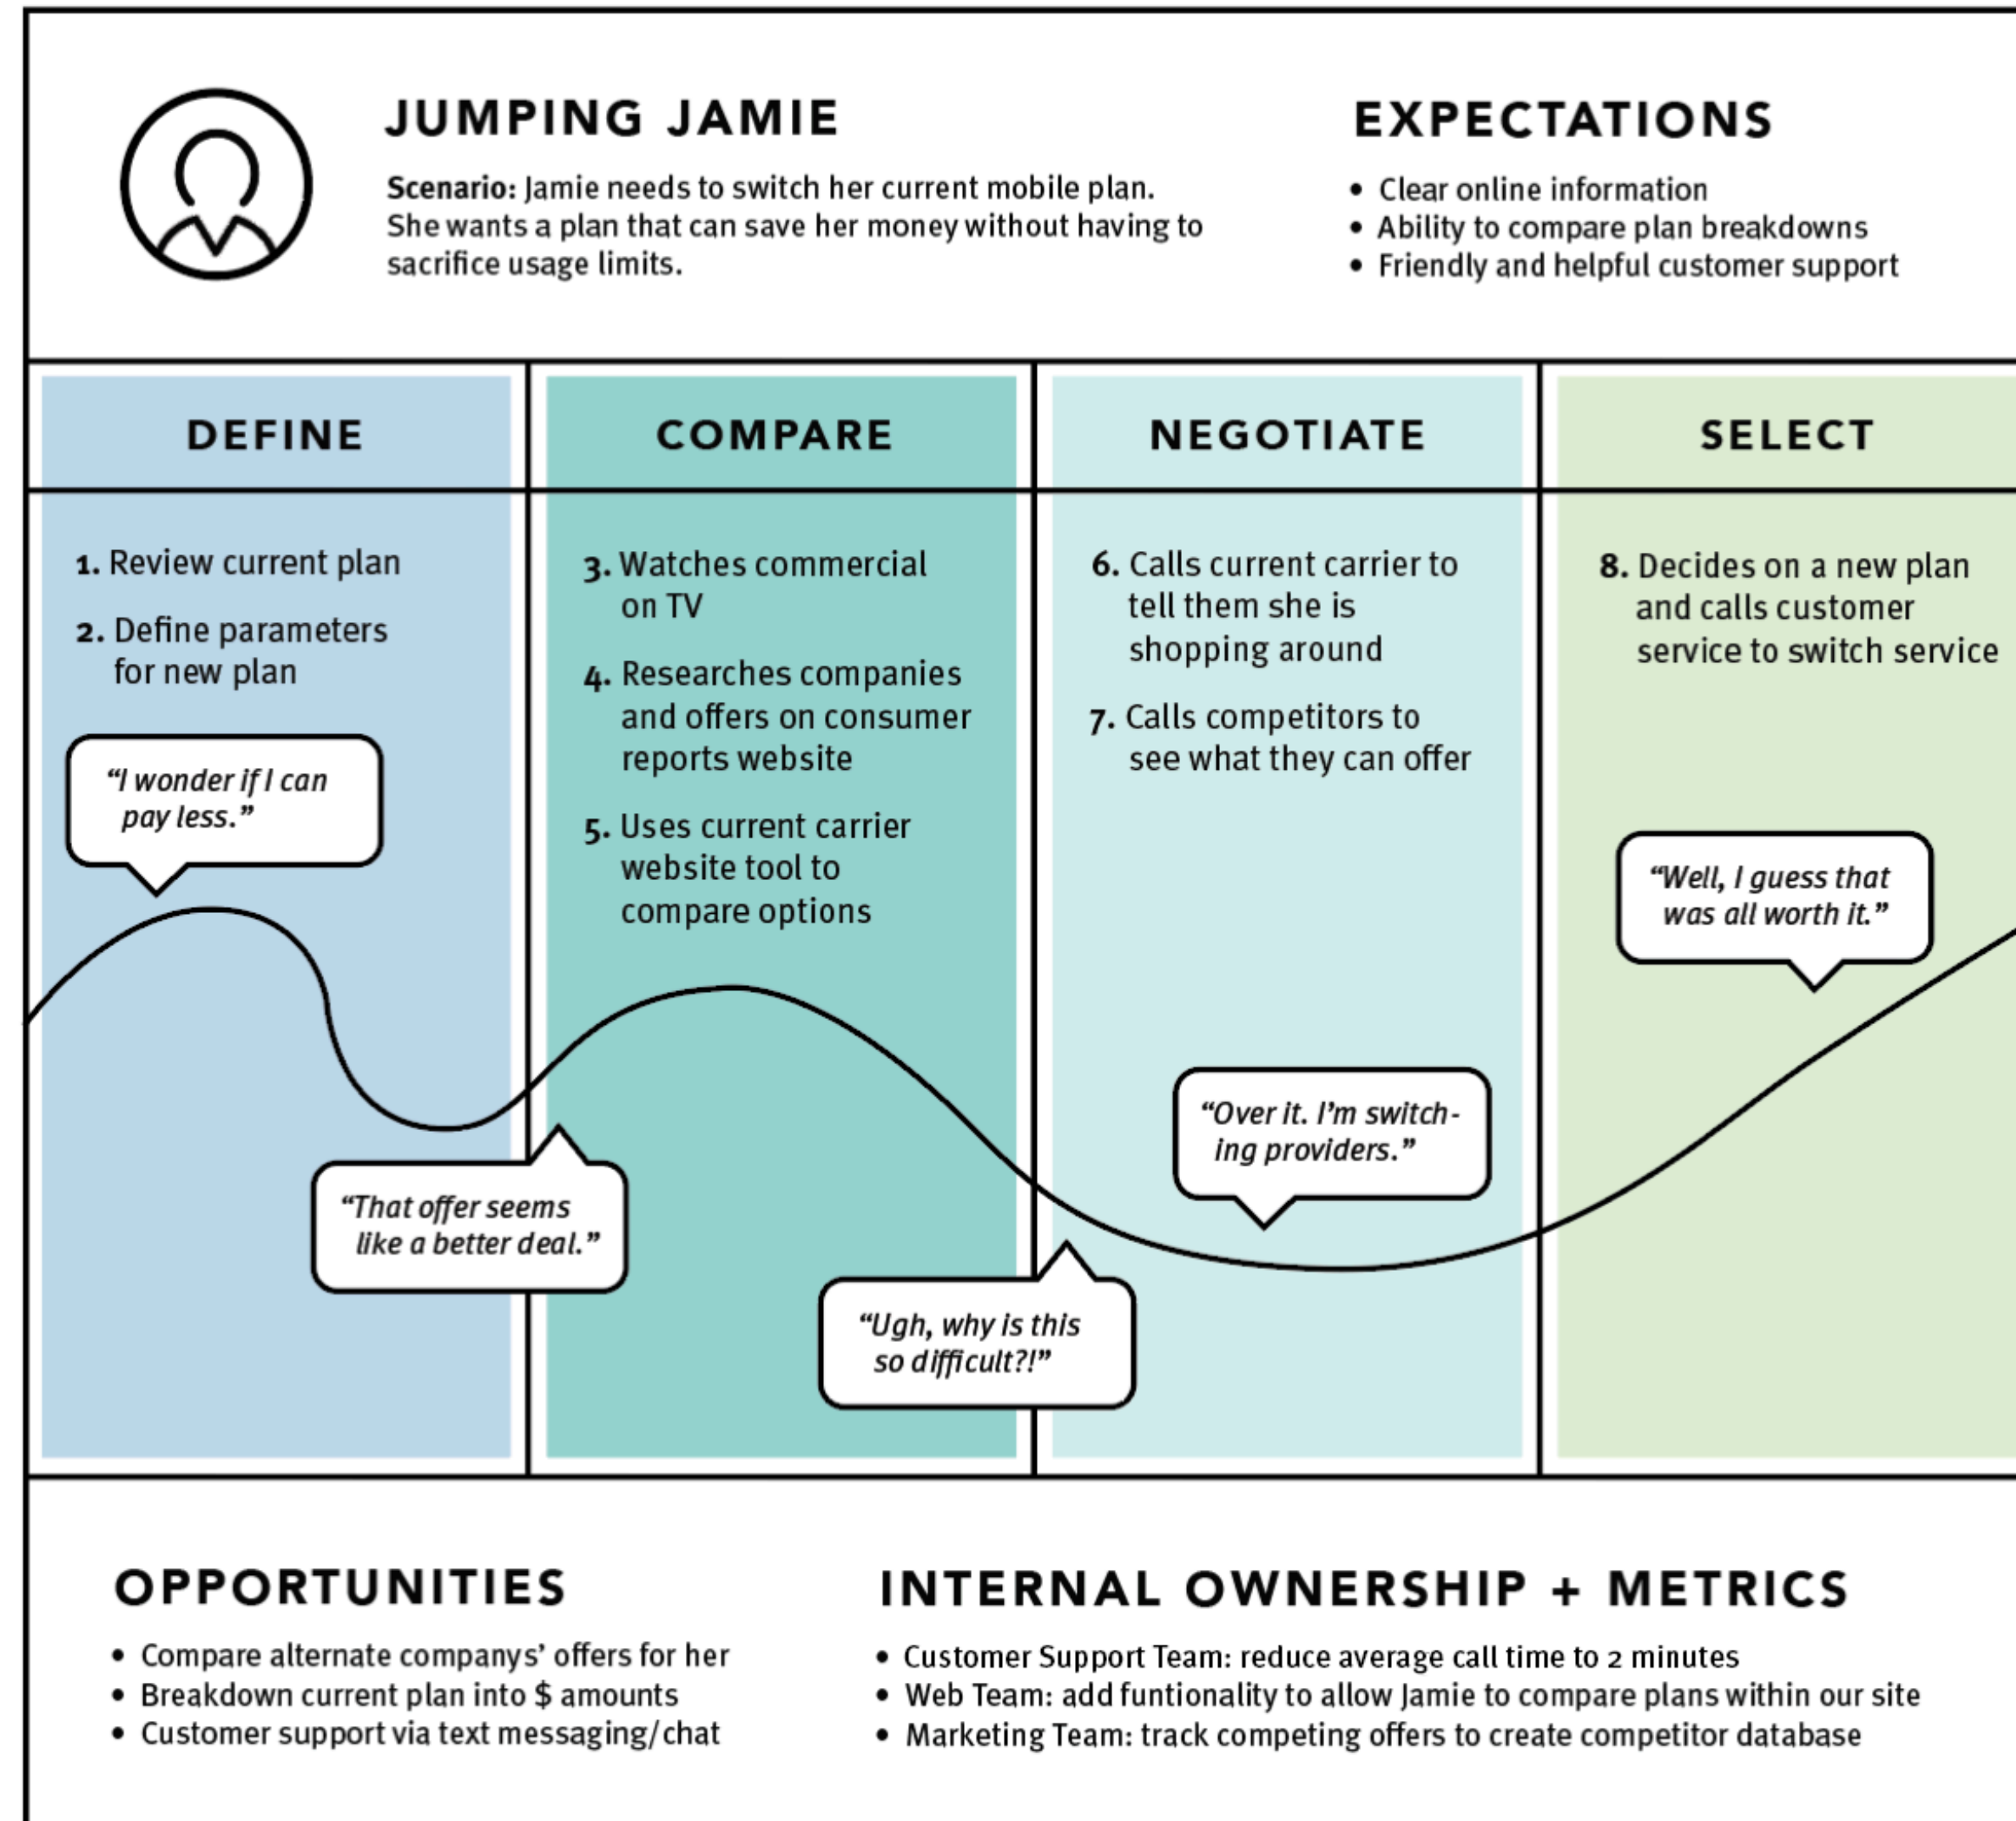 JUMPING JAMIE
Scenario: Jamie needs to switch her current mobile plan.
She wants a plan that can save her money without having to
sacrifice usage limits.
EXPECTATIONS
• Clear online information
• Ability to compare plan breakdowns
• Friendly and helpful customer support
DEFINE
1. Review current plan
2. Define parameters
for new plan
“I wonder if I can
pay less.”
“That offer seems
like a better deal.”
COMPARE
3. Watches commercial
on TV
4. Researches companies
and offers on consumer
reports website
5. Uses current carrier
website tool to
compare options
“Ugh, why is this
so difficult?!”
NEGOTIATE
6. Calls current carrier to
tell them she is
shopping around
7. Calls competitors to
see what they can offer
“Over it. I’m switch-
ing providers.”
SELECT
8. Decides on a new plan
and calls customer
service to switch service
“Well, I guess that
was all worth it.”
OPPORTUNITIES
• Compare alternate companys’ offers for her
• Breakdown current plan into $ amounts
• Customer support via text messaging/chat
INTERNAL OWNERSHIP + METRICS
• Customer Support Team: reduce average call time to 2 minutes
• Web Team: add funtionality to allow Jamie to compare plans within our site
• Marketing Team: track competing offers to create competitor database